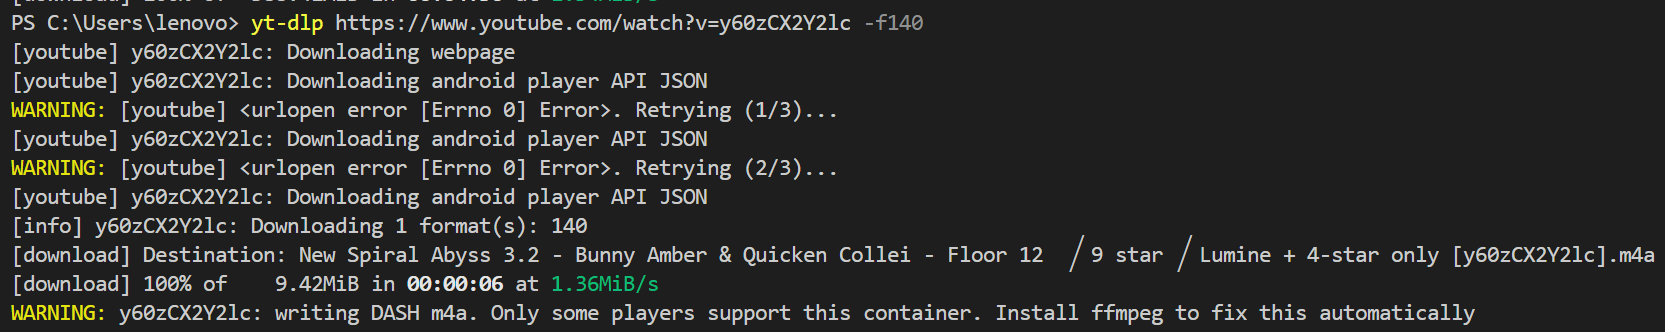 PS C:\Users\lenovo> yt-dlp https://www.youtube.com/watch?v=y60zCX2Y2lc -f140
[youtube] y60zCX2Y2lc: Downloading webpage
[youtube] y60zCX2Y2lc: Downloading android player API JSON
WARNING: [youtube] <urlopen error [Errno 0] Error>. Retrying (1/3)...
[youtube] y60zCX2Y2lc: Downloading android player API JSON
WARNING: [youtube] <urlopen error [Errno 0] Error>. Retrying (2/3)...
[youtube] y60zCX2Y2lc: Downloading android player API JSON
[info] y60zCX2Y2lc: Downloading 1 format(s): 140
[download] Destination: New Spiral Abyss 3.2 - Bunny Amber & Quicken Collei - Floor 12 ⧸ 9 star ⧸ Lumine + 4-star only [y60zCX2Y2lc].m4a
[download] 100% of    9.42MiB in 00:00:06 at 1.36MiB/s
WARNING: y60zCX2Y2lc: writing DASH m4a. Only some players support this container. Install ffmpeg to fix this automatically